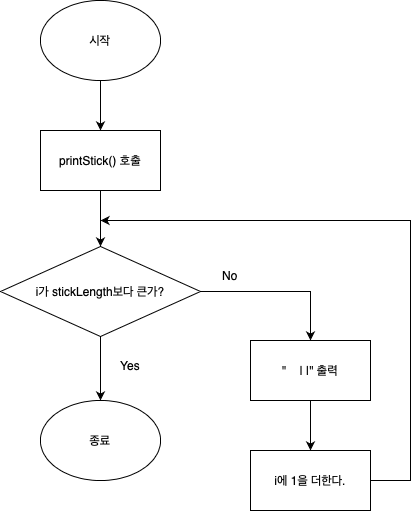 시작
printStick() 호출
i가 stickLength보다 큰가?
No
Yes
"    ||" 출력
종료
i에 1을 더한다.